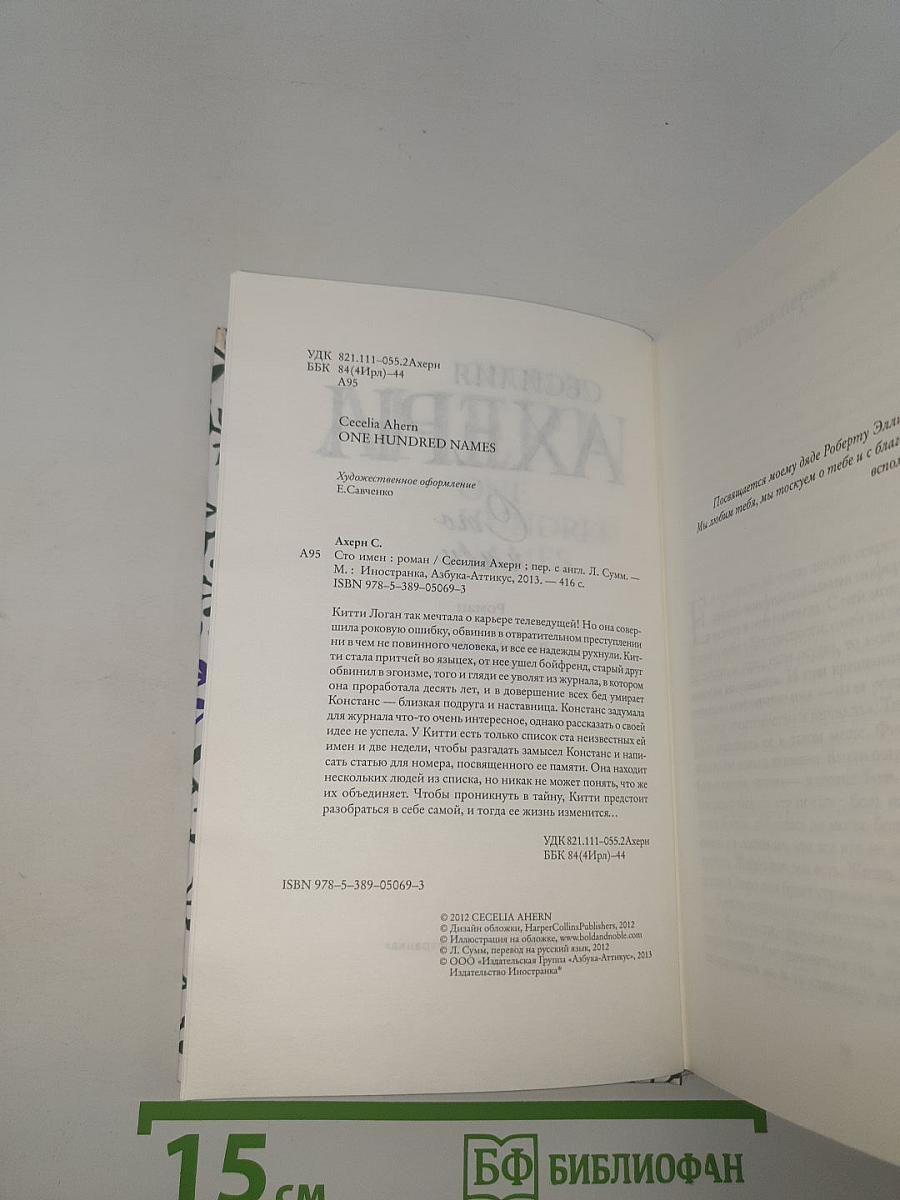 УДК 821.111–055.2Ахерн
ББК 84(4Ирл)–44
А95
Cecelia Ahern
ONE HUNDRED NAMES
Художественное оформление
Е.Савченко
Ахерн С.
А95 Сто имен : роман / Сесилия Ахерн ; пер. с англ. Л. Сумм. —
М. : Иностранка, Азбука-Аттикус, 2013. — 416 с.
ISBN 978–5–389–05069–3
Китти Логан так мечтала о карьере телеведущей! Но она совер-
шила роковую ошибку, обвинив в отвратительном преступлении
ни в чем не повинного человека, и все ее надежды рухнули. Кит-
ти стала притчей во языцех, от нее ушел бойфренд, старый друг
обвинил в эгоизме, того и гляди ее уволят из журнала, в котором
она проработала десять лет, и в довершение всех бед умирает
Констанс — близкая подруга и наставница. Констанс задумала
для журнала что-то очень интересное, однако рассказать о своей
идее не успела. У Китти есть только список ста неизвестных ей
имен и две недели, чтобы разгадать замысел Констанс и напи-
сать статью для номера, посвященного ее памяти. Она находит
нескольких людей из списка, но никак не может понять, что же
их объединяет. Чтобы проникнуть в тайну, Китти предстоит
разобраться в себе самой, и тогда ее жизнь изменится...
УДК 821.111–055.2Ахерн
ББК 84(4Ирл)–44
ISBN 978–5–389–05069–3
© 2012 CECELIA AHERN
© Дизайн обложки, HarperCollinsPublishers, 2012
© Иллюстрация на обложке, www.boldandnoble.com
© Л. Сумм, перевод на русский язык, 2012
© ООО «Издательская Группа «Азбука-Аттикус», 2013
Издательство Иностранка®
Посвящается моему дяде Роберту Элли
Мы любим тебя, мы тоскуем о тебе и с благ
вспом
15 см
БФ БИБЛИОФАН